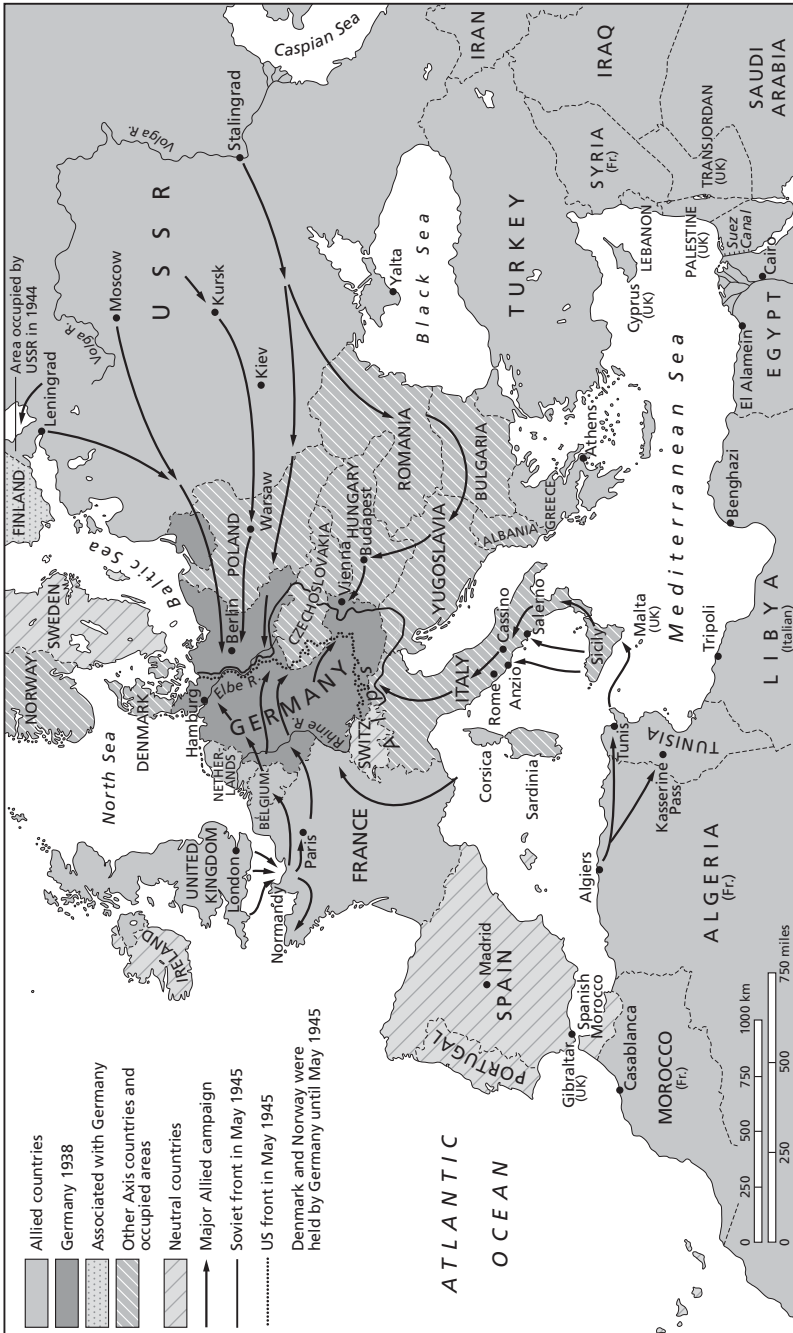 Allied countries
Germany 1938
Associated with Germany
Other Axis countries and
occupied areas
Neutral countries
Major Allied campaign
Soviet front in May 1945
US front in May 1945
Denmark and Norway were
held by Germany until May 1945
ATLANTIC
OCEAN
North Sea
NORWAY
SWEDEN
FINLAND
Area occupied by
USSR in 1944
Leningrad
Baltic Sea
Volga R.
Moscow
USSR
Volga R.
Kursk
Kiev
Stalingrad
Caspian Sea
IRELAND
UNITED
KINGDOM
London
DENMARK
Hamburg
NETHER-
LANDS
BELGIUM
Elbe R.
Berlin
GERMANY
Rhine R.
POLAND
Warsaw
CZECHOSLOVAKIA
Vienna
HUNGARY
Budapest
ROMANIA
BULGARIA
YUGOSLAVIA
ALBANIA
GREECE
Athens
Yalta
Black Sea
TURKEY
Normandy
Paris
FRANCE
SWITZ.
Alps
ITALY
Rome
Anzio
Cassino
Salerno
Sicily
Corsica
Sardinia
Malta
(UK)
Mediterranean Sea
PORTUGAL
SPAIN
Madrid
Gibraltar
(UK)
Spanish
Morocco
Casablanca
MOROCCO
(Fr.)
Algiers
ALGERIA
(Fr.)
Tunis
TUNISIA
Kasserine
Pass
Tripoli
LIBYA
(Italian)
Benghazi
El Alamein
EGYPT
Cairo
Suez
Canal
Cyprus
(UK)
LEBANON
PALESTINE
(UK)
SYRIA
(Fr.)
TRANSJORDAN
(UK)
IRAN
IRAQ
SAUDI
ARABIA
0
250
500
750
1000 km
0
250
500
750 miles